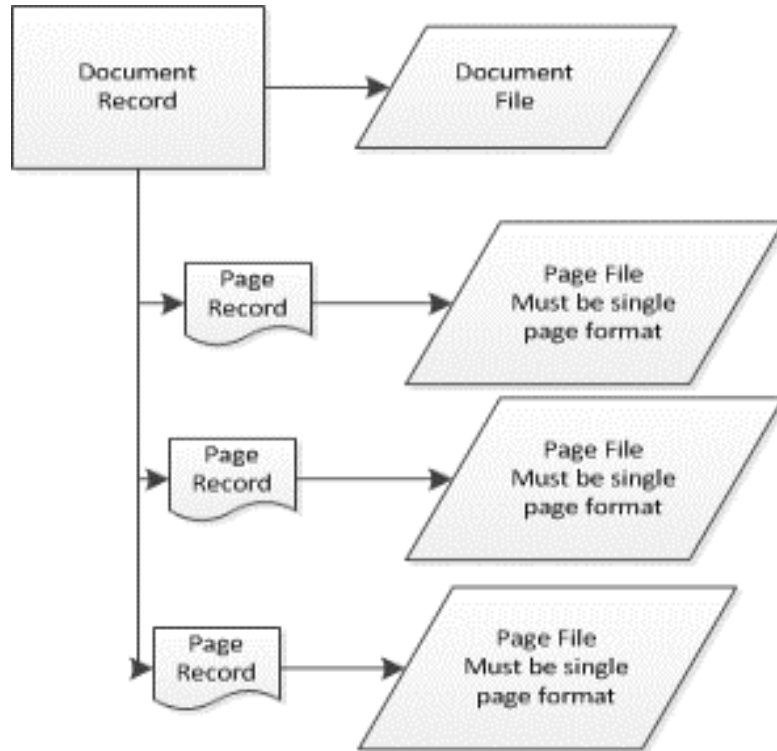 Document
Record
Document
File
Page
Record
Page File
Must be single
page format
Page
Record
Page File
Must be single
page format
Page
Record
Page File
Must be single
page format